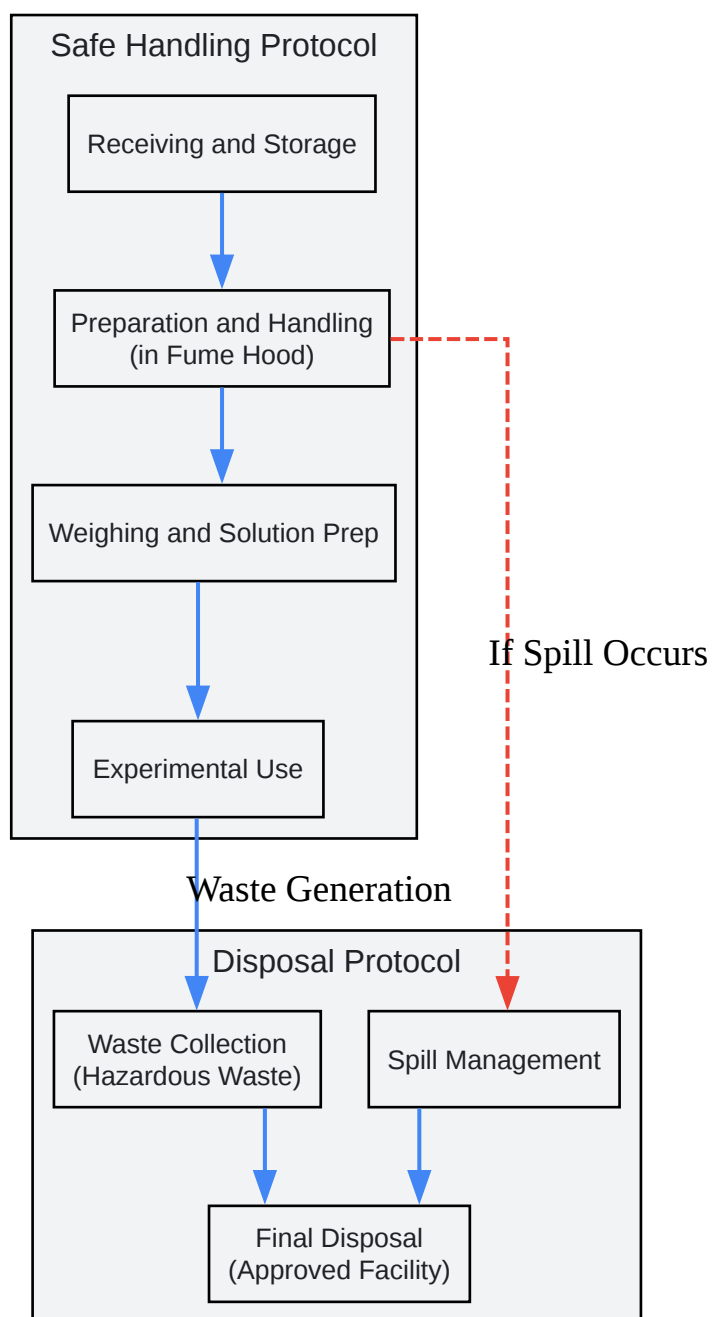 Safe Handling Protocol
Receiving and Storage
Preparation and Handling
(in Fume Hood)
Weighing and Solution Prep
If Spill Occurs
Experimental Use
Waste Generation
Disposal Protocol
Waste Collection
(Hazardous Waste)
Spill Management
Final Disposal
(Approved Facility)